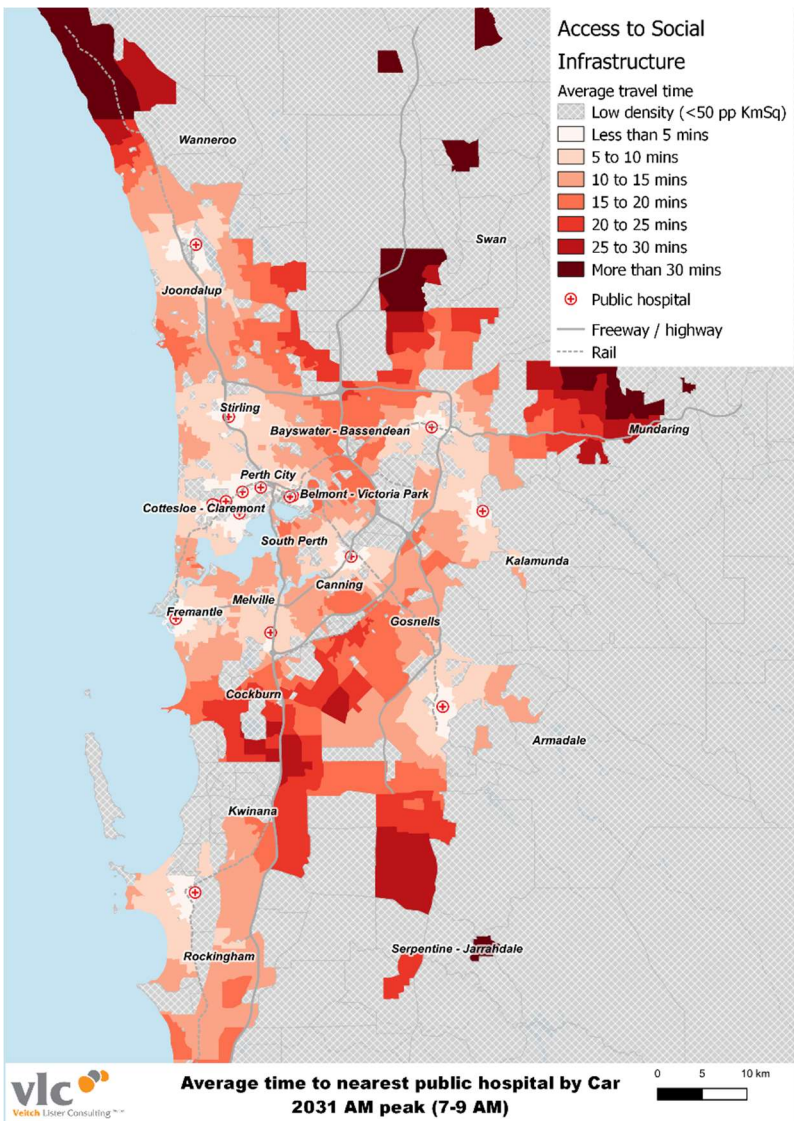 Access to Social
Infrastructure
Average travel time
Low density (<50 pp KmSq)
Less than 5 mins
5 to 10 mins
10 to 15 mins
15 to 20 mins
20 to 25 mins
25 to 30 mins
More than 30 mins
Public hospital
Freeway / highway
Rail
Wanneroo
Swan
Joondalup
Stirling
Bayswater - Bassendean
Mundaring
Perth City
Belmont - Victoria Park
Cottesloe - Claremont
South Perth
Kalamunda
Canning
Melville
Fremantle
Gosnells
Cockburn
Armadale
Kwinana
Serpentine - Jarrahdale
Rockingham
vlc
Veitch Lister Consulting
Average time to nearest public hospital by Car
2031 AM peak (7-9 AM)
0 5 10 km